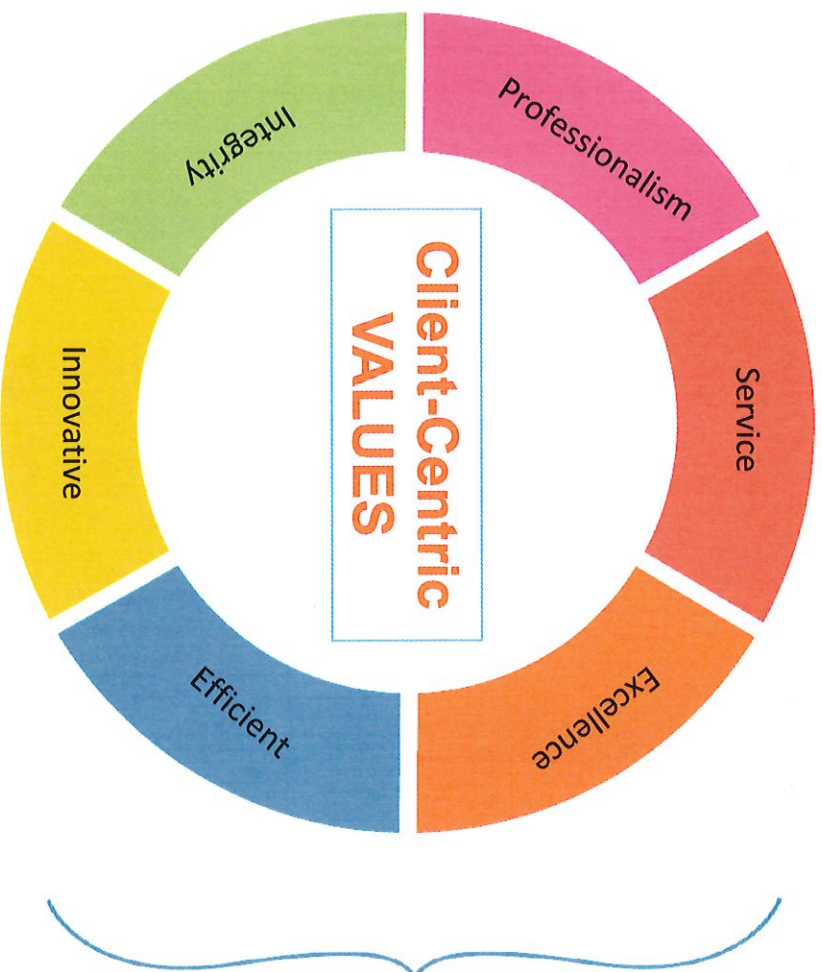 Client-Centric
VALUES
Service
Excellence
Efficient
Innovative
Integrity
Professionalism